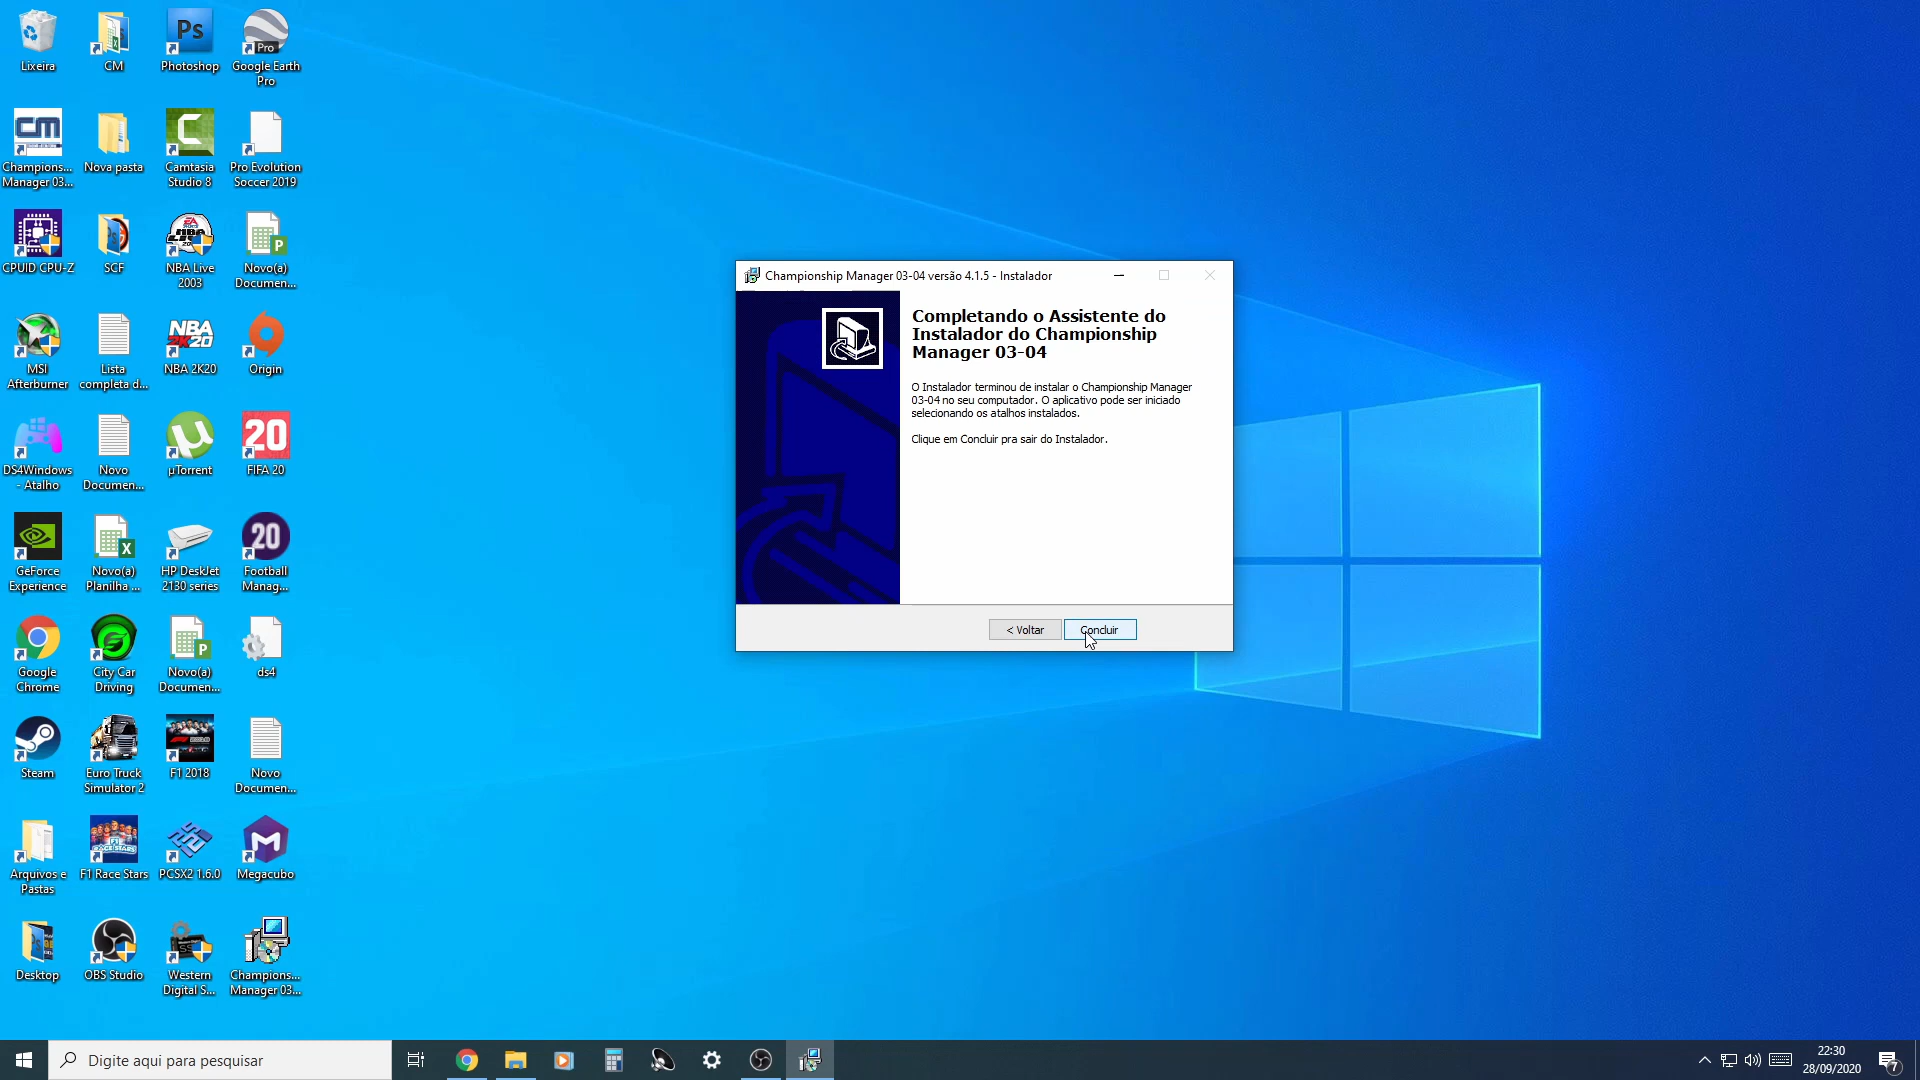 Lixeira
CM
Photoshop
Google Earth
Pro
Champions...
Manager 03...
Nova pasta
Camtasia
Studio 8
Pro Evolution
Soccer 2019
CPUID CPU-Z
SCF
NBA Live
2003
Novo(a)
Documen...
MSI
Afterburner
Lista
completa d...
NBA 2K20
Origin
DS4Windows
- Atalho
Novo
Documen...
µTorrent
FIFA 20
GeForce
Experience
Novo(a)
Planilha ...
HP DeskJet
2130 series
Football
Manag...
Google
Chrome
City Car
Driving
Novo(a)
Documen...
ds4
Steam
Euro Truck
Simulator 2
F1 2018
Novo
Documen...
Arquivos e
Pastas
F1 Race Stars
PCSX2 1.6.0
Megacubo
Desktop
OBS Studio
Western
Digital S...
Champions...
Manager 03...
Championship Manager 03-04 versão 4.1.5 - Instalador
Completando o Assistente do
Instalador do Championship
Manager 03-04
O Instalador terminou de instalar o Championship Manager
03-04 no seu computador. O aplicativo pode ser iniciado
selecionando os atalhos instalados.
Clique em Concluir pra sair do Instalador.
< Voltar
Concluir
Digite aqui para pesquisar
22:30
28/09/2020
7